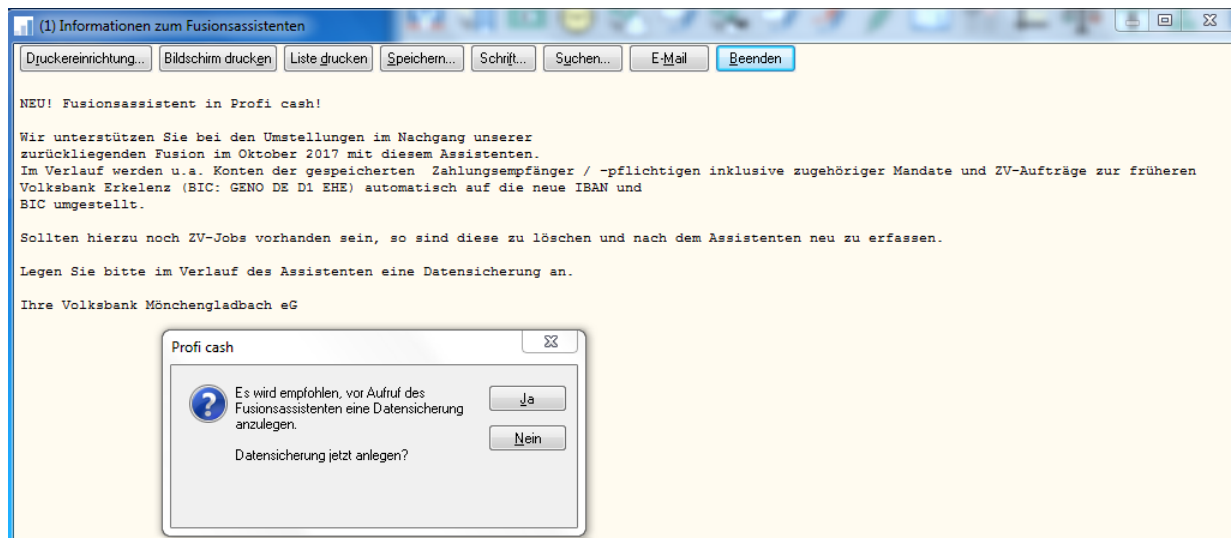 (1) Informationen zum Fusionsassistenten
Druckereinrichtung... Bildschirm drucken Liste drucken Speichern... Schrift... Suchen... E-Mail Beenden
NEU! Fusionsassistent in Profi cash!
Wir unterstützen Sie bei den Umstellungen im Nachgang unserer
zurückliegenden Fusion im Oktober 2017 mit diesem Assistenten.
Im Verlauf werden u.a. Konten der gespeicherten Zahlungsempfänger / -pflichtigen inklusive zugehöriger Mandate und ZV-Aufträge zur früheren
Volksbank Erkelenz (BIC: GENO DE D1 EHE) automatisch auf die neue IBAN und
BIC umgestellt.
Sollten hierzu noch ZV-Jobs vorhanden sein, so sind diese zu löschen und nach dem Assistenten neu zu erfassen.
Legen Sie bitte im Verlauf des Assistenten eine Datensicherung an.
Ihre Volksbank Mönchengladbach eG
Profi cash
Es wird empfohlen, vor Aufruf des
Fusionsassistenten eine Datensicherung
anzulegen.
Datensicherung jetzt anlegen?
Ja
Nein